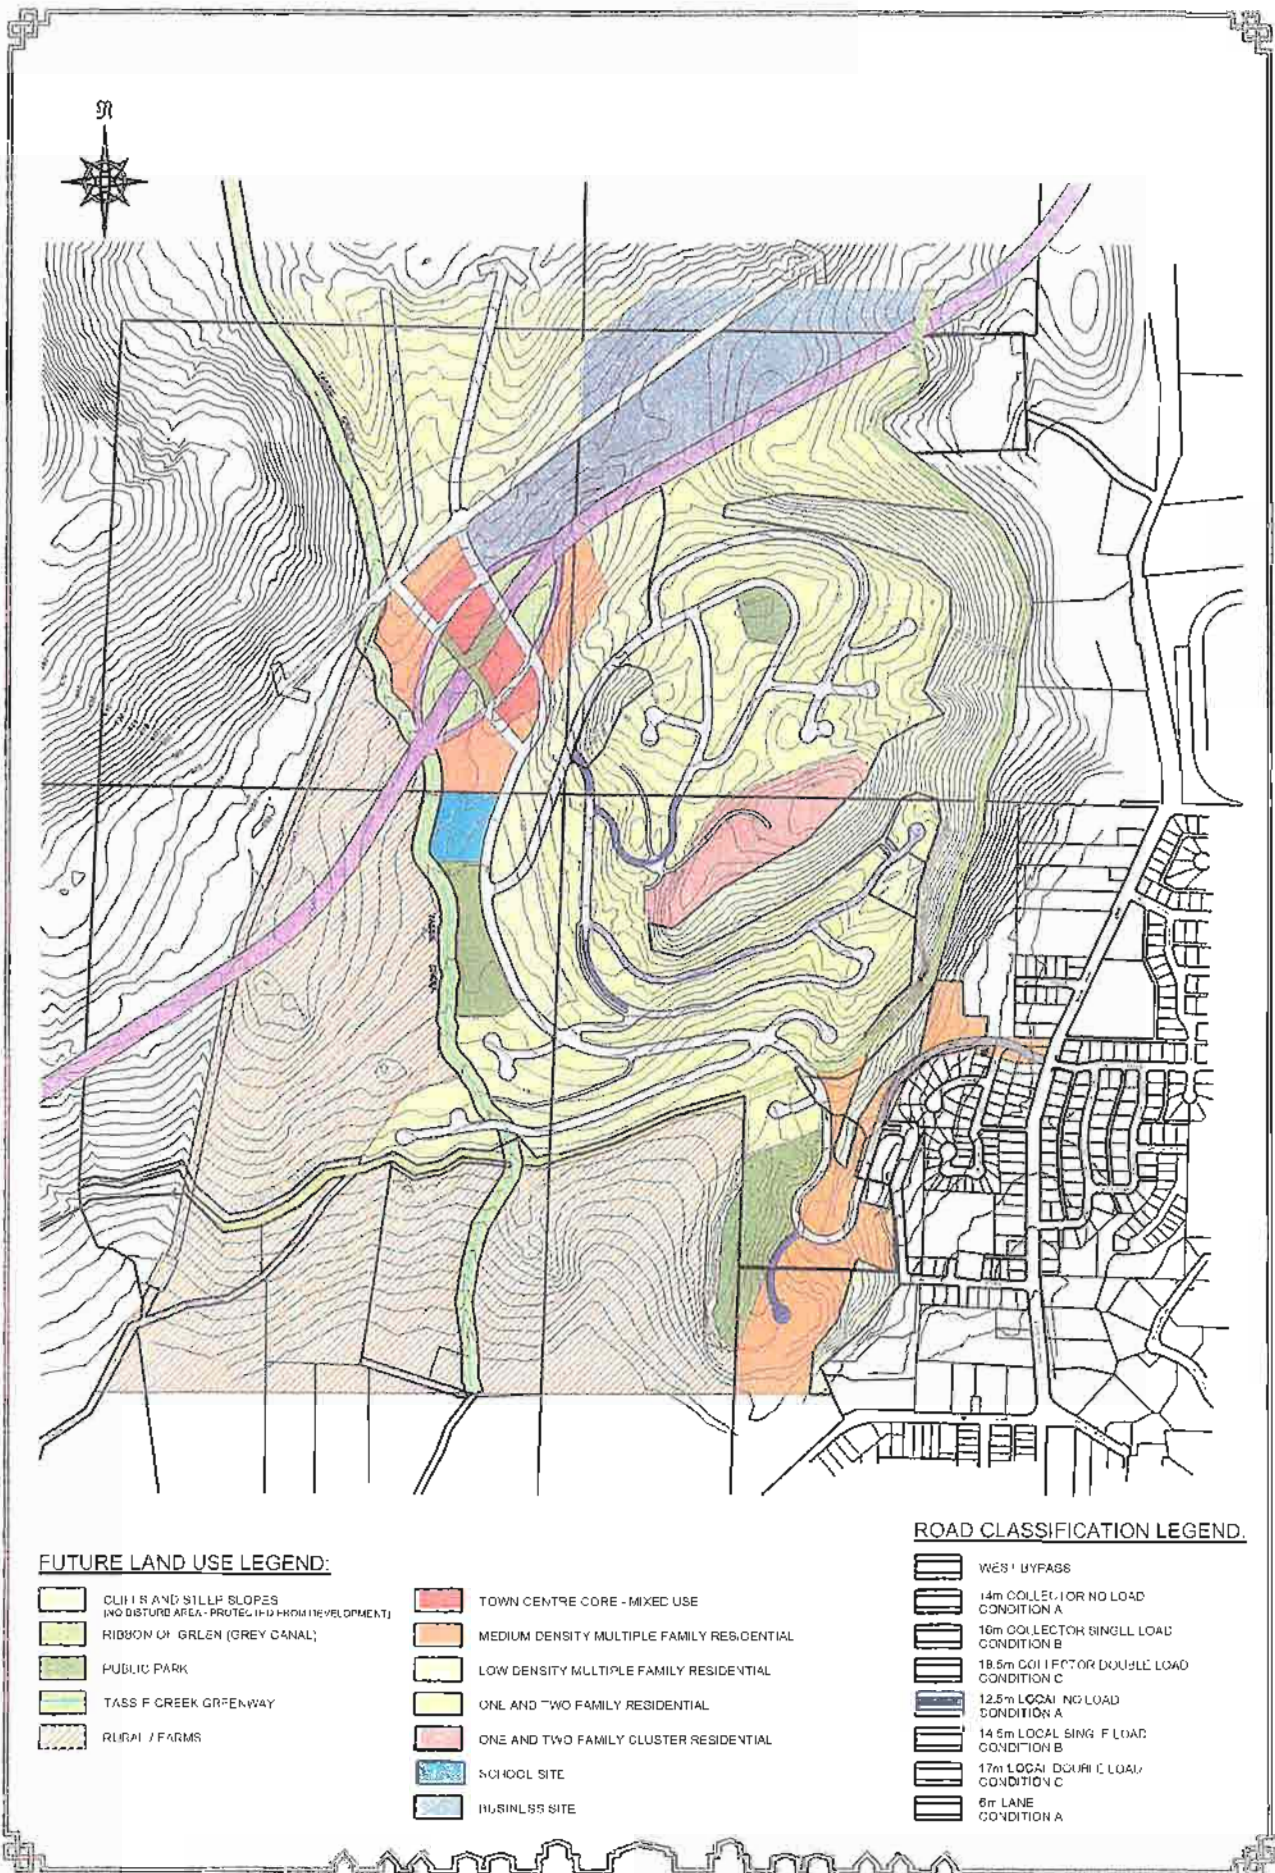 N
ROAD CLASSIFICATION LEGEND.
WEST BYPASS
14m COLLECTOR NO LOAD
CONDITION A
16m COLLECTOR SINGLE LOAD
CONDITION B
18.5m COLLECTOR DOUBLE LOAD
CONDITION C
12.5m LOCAL NO LOAD
CONDITION A
14.5m LOCAL SINGLE LOAD
CONDITION B
17m LOCAL DOUBLE LOAD
CONDITION C
6m LANE
CONDITION A
FUTURE LAND USE LEGEND:
CLIFFS AND STEEP SLOPES
(NO DISTURB AREA - PROTECTED FROM DEVELOPMENT)
RIBBON OF GREEN (GREY CANAL)
PUBLIC PARK
TASSIE CREEK GREENWAY
RURAL / FARMS
TOWN CENTRE CORE - MIXED USE
MEDIUM DENSITY MULTIPLE FAMILY RESIDENTIAL
LOW DENSITY MULTIPLE FAMILY RESIDENTIAL
ONE AND TWO FAMILY RESIDENTIAL
ONE AND TWO FAMILY CLUSTER RESIDENTIAL
SCHOOL SITE
BUSINESS SITE